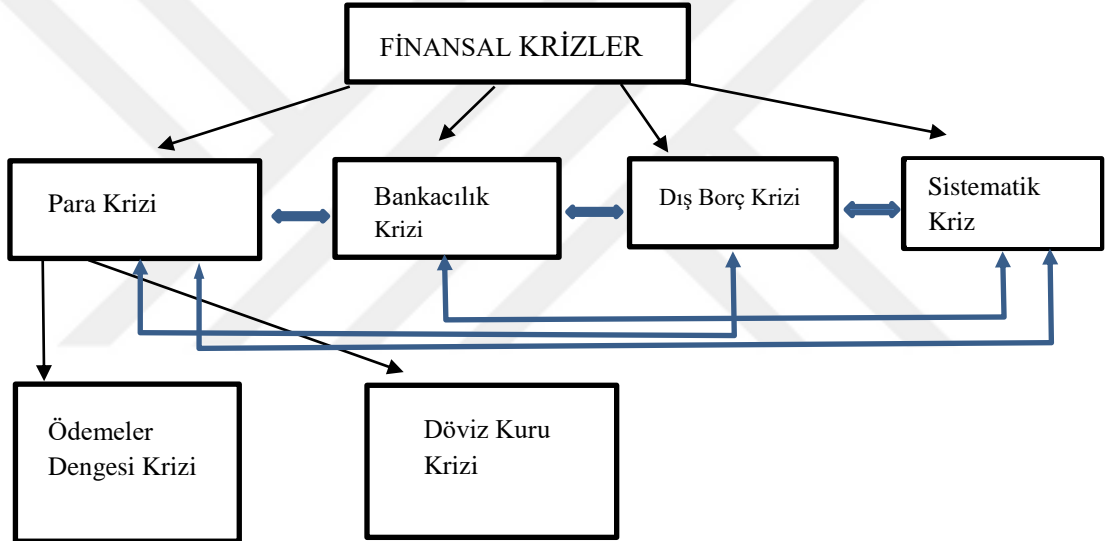 FİNANSAL KRİZLER
Para Krizi
Bankacılık
Krizi
Dış Borç Krizi
Sistematik
Kriz
Ödemeler
Dengesi Krizi
Döviz Kuru
Krizi